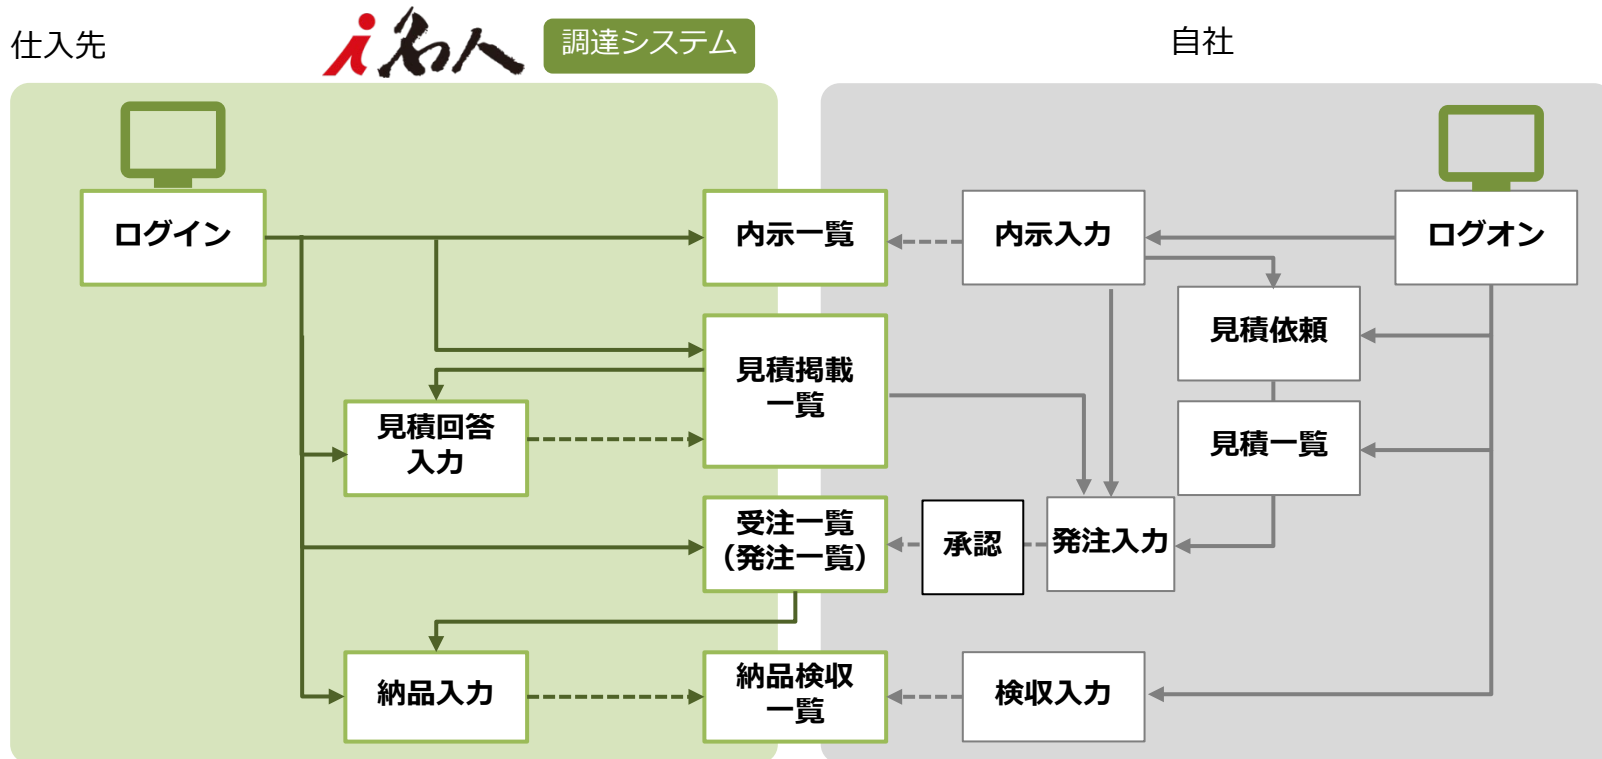 仕入先
i名人
調達システム
自社
ログイン
内示一覧
内示入力
ログオン
見積依頼
見積掲載
一覧
見積回答
入力
見積一覧
受注一覧
（発注一覧）
承認
発注入力
納品入力
納品検収
一覧
検収入力